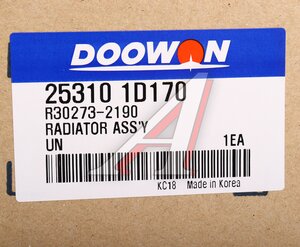 DOOWON
25310 1D170
R30273-2190
RADIATOR ASS'Y
UN 1EA
KC18 Made in Korea